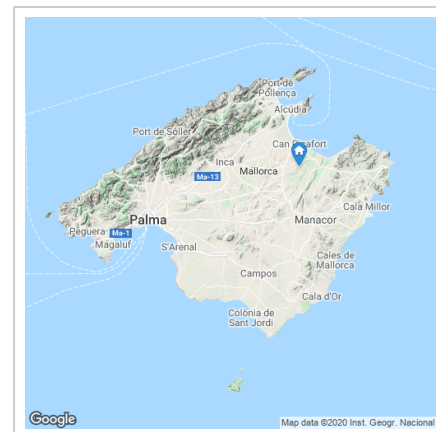 Port de
Pollença
Alcúdia
Port de Sóller
Can Picafort
Inca
Ma-13
Mallorca
Cala Millor
Palma
Manacor
Peguera
Ma-1
Magaluf
S'Arenal
Cales de
Mallorca
Campos
Cala d'Or
Colònia de
Sant Jordi
Google
Map data ©2020 Inst. Geogr. Nacional